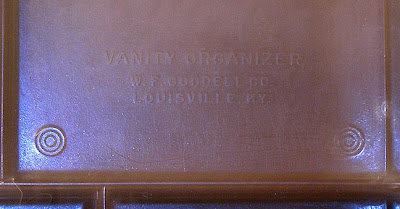 VANITY ORGANIZER
W. F. GOODELL CO.
LOUISVILLE, KY.